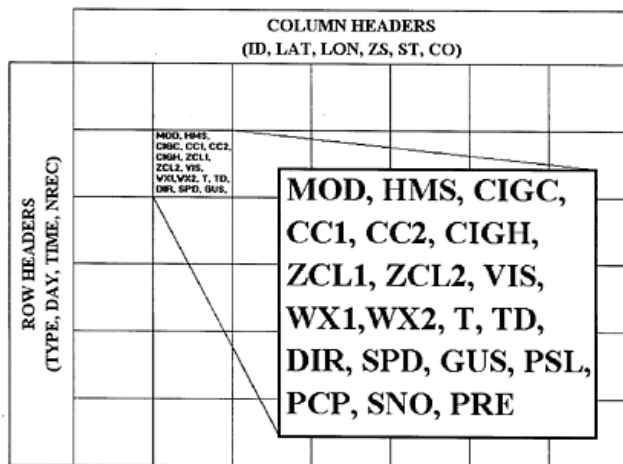 COLUMN HEADERS
(ID, LAT, LON, ZS, ST, CO)
ROW HEADERS
(TYPE, DAY, TIME, NREC)
MOD, HMS,
CIGC, CC1, CC2,
CIGH, ZCL1,
ZCL2, VIS,
WX1,WX2, T, TD,
DIR, SPD, GUS,
MOD, HMS, CIGC,
CC1, CC2, CIGH,
ZCL1, ZCL2, VIS,
WX1,WX2, T, TD,
DIR, SPD, GUS, PSL,
PCP, SNO, PRE